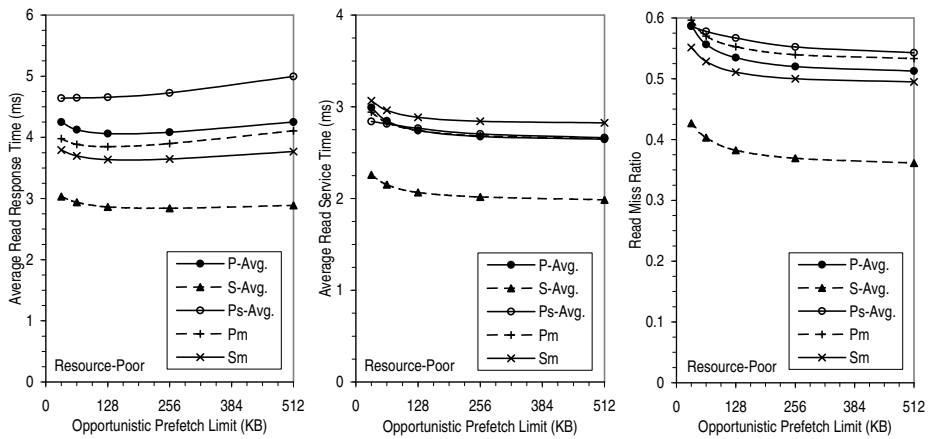 6
5
4
3
2
1
0
Average Read Response Time (ms)
P-Avg.
S-Avg.
Ps-Avg.
Pm
Sm
Resource-Poor
0 128 256 384 512
Opportunistic Prefetch Limit (KB)
4
3
2
1
0
Average Read Service Time (ms)
P-Avg.
S-Avg.
Ps-Avg.
Pm
Sm
Resource-Poor
0 128 256 384 512
Opportunistic Prefetch Limit (KB)
0.6
0.5
0.4
0.3
0.2
0.1
0
Read Miss Ratio
P-Avg.
S-Avg.
Ps-Avg.
Pm
Sm
Resource-Poor
0 128 256 384 512
Opportunistic Prefetch Limit (KB)